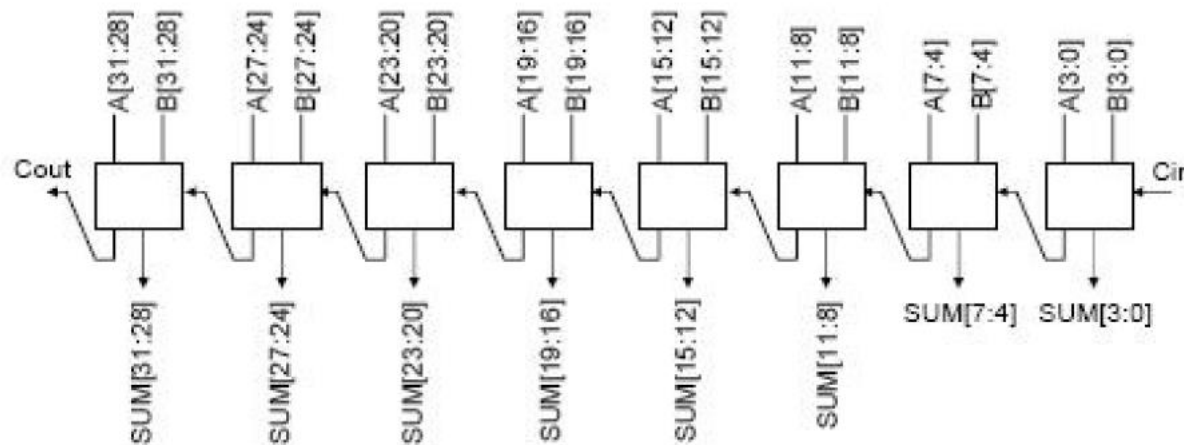 A[31:28]
B[31:28]
A[27:24]
B[27:24]
A[23:20]
B[23:20]
A[19:16]
B[19:16]
A[15:12]
B[15:12]
A[11:8]
B[11:8]
A[7:4]
B[7:4]
A[3:0]
B[3:0]
Cout
Cir
SUM[31:28]
SUM[27:24]
SUM[23:20]
SUM[19:16]
SUM[15:12]
SUM[11:8]
SUM[7:4]
SUM[3:0]